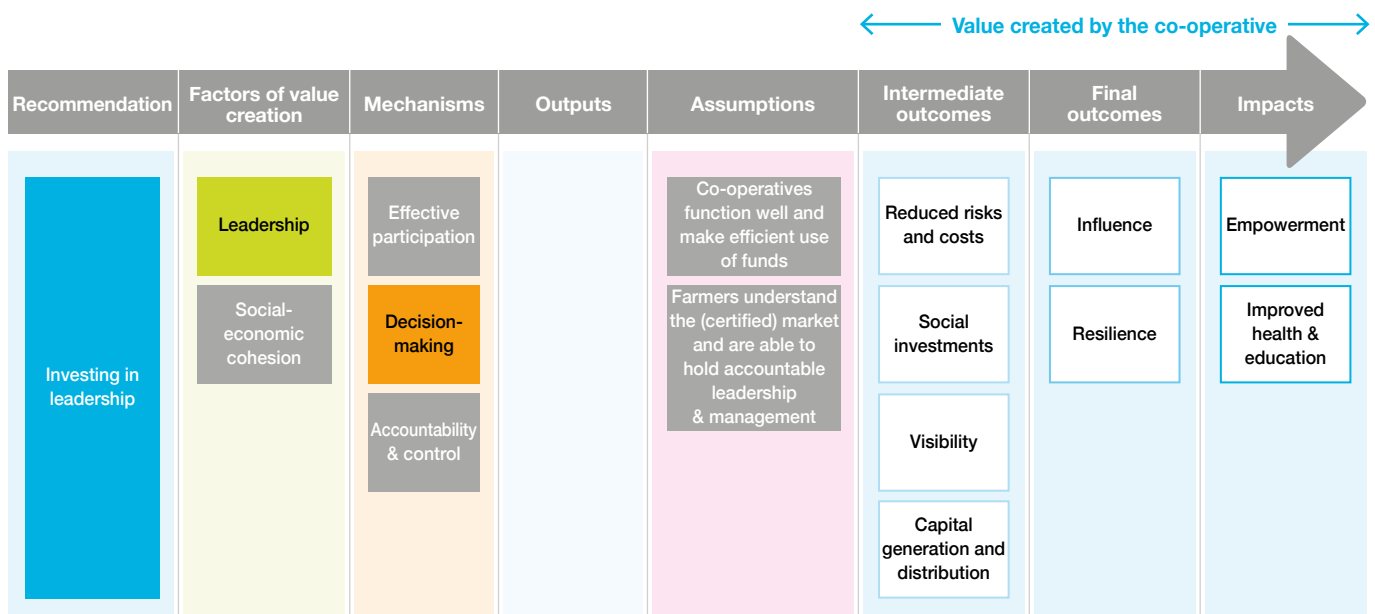 Value created by the co-operative
Recommendation
Factors of value
creation
Mechanisms
Outputs
Assumptions
Intermediate
outcomes
Final
outcomes
Impacts
Investing in
leadership
Leadership
Social-
economic
cohesion
Effective
participation
Decision-
making
Accountability
& control
Co-operatives
function well and
make efficient use
of funds
Farmers understand
the (certified) market
and are able to
hold accountable
leadership
& management
Reduced risks
and costs
Social
investments
Visibility
Capital
generation and
distribution
Influence
Resilience
Empowerment
Improved
health &
education